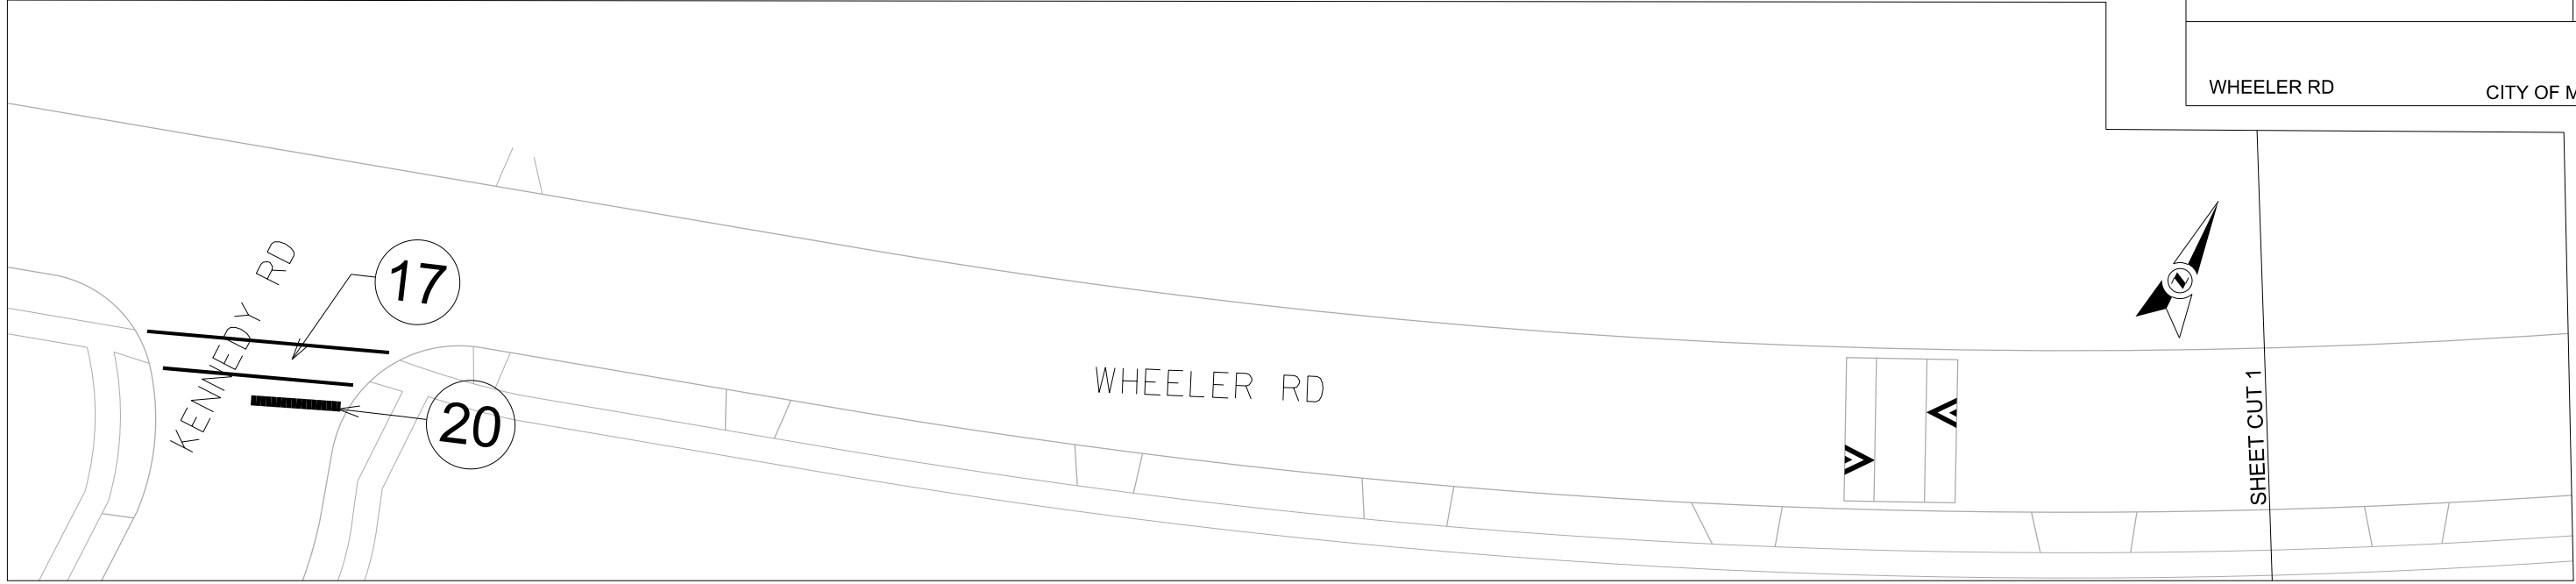 WHEELER RD
CITY OF M
KENNEDY RD
17
20
WHEELER RD
N
SHEET CUT 1